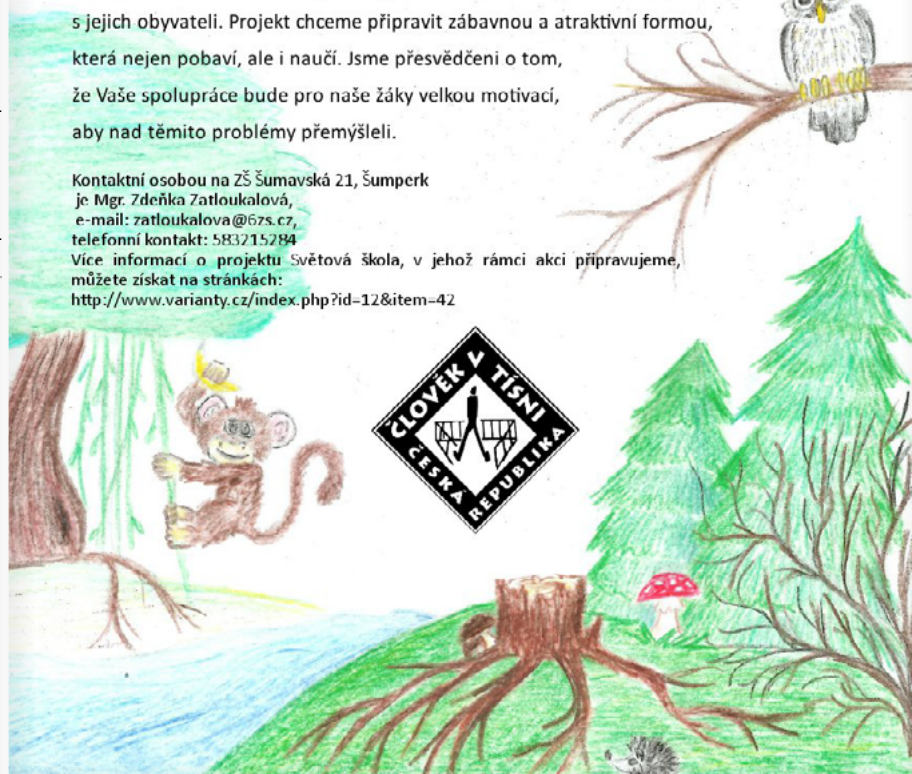 s jejich obyvateli. Projekt chceme připravit zábavnou a atraktivní formou,
která nejen pobaví, ale i naučí. Jsme přesvědčeni o tom,
že Vaše spolupráce bude pro naše žáky velkou motivací,
aby nad těmito problémy přemýšleli.
Kontaktní osobou na ZŠ Šumavská 21, Šumperk
je Mgr. Zdeňka Zatloukalová,
e-mail: zatloukalova@6zs.cz,
telefonní kontakt: 583215284
Více informací o projektu Světová škola, v jehož rámci akci připravujeme,
můžete získat na stránkách:
http://www.varianty.cz/index.php?id=12&item=42
ČLOVĚK V TÍSNI
ČESKA REPUBLIKA